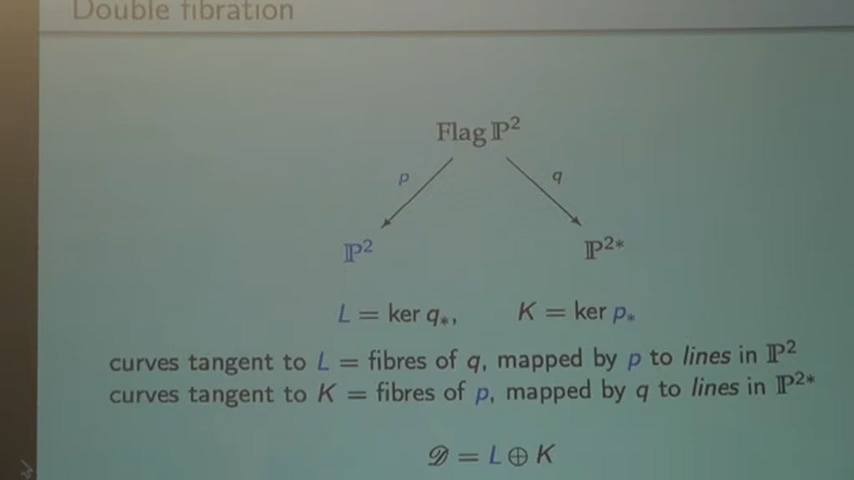 Double fibration
Flag ℙ²
p
q
ℙ²
ℙ²*
L = ker q∗, K = ker p∗
curves tangent to L = fibres of q, mapped by p to lines in ℙ²
curves tangent to K = fibres of p, mapped by q to lines in ℙ²*
𝒟 = L ⊕ K